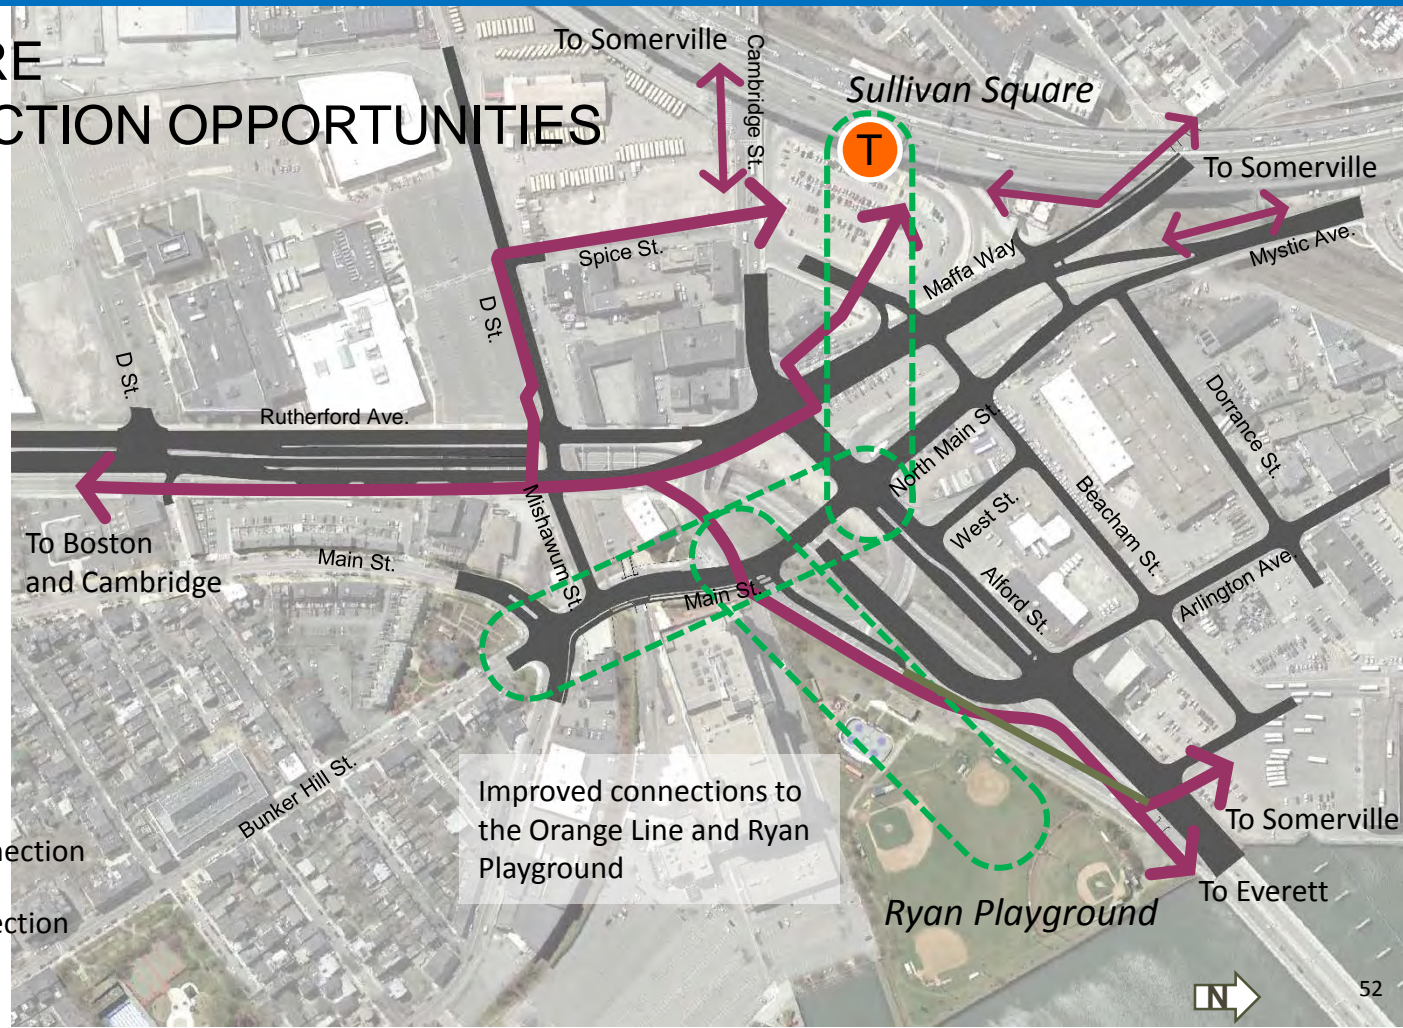 RE
CTION OPPORTUNITIES
To Somerville
Cambridge St.
Sullivan Square
T
To Somerville
Spice St.
Maffa Way
Mystic Ave.
D St.
D St.
Rutherford Ave.
Dorrance St.
North Main St.
West St.
Beacham St.
To Boston
and Cambridge
Mishawum St.
Main St.
Main St.
Alford St.
Arlington Ave.
Bunker Hill St.
Improved connections to
the Orange Line and Ryan
Playground
To Somerville
To Everett
nection
ection
Ryan Playground
N
52